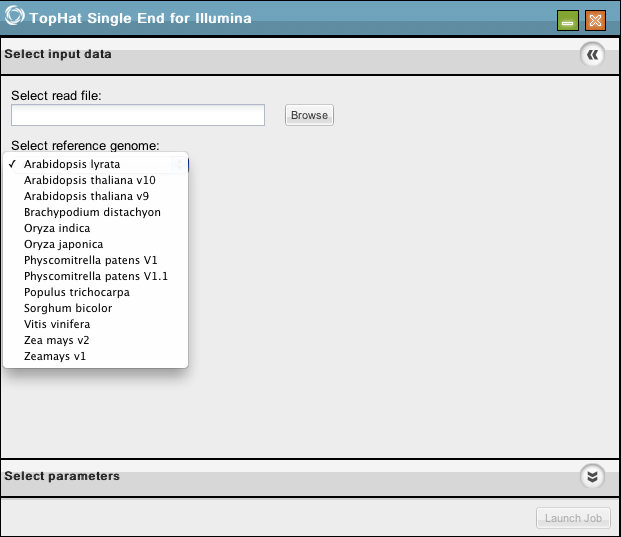 TopHat Single End for Illumina
Select input data
Select read file:
Browse
Select reference genome:
✓ Arabidopsis lyrata
Arabidopsis thaliana v10
Arabidopsis thaliana v9
Brachypodium distachyon
Oryza indica
Oryza japonica
Physcomitrella patens V1
Physcomitrella patens V1.1
Populus trichocarpa
Sorghum bicolor
Vitis vinifera
Zea mays v2
Zeamays v1
Select parameters
Launch Job